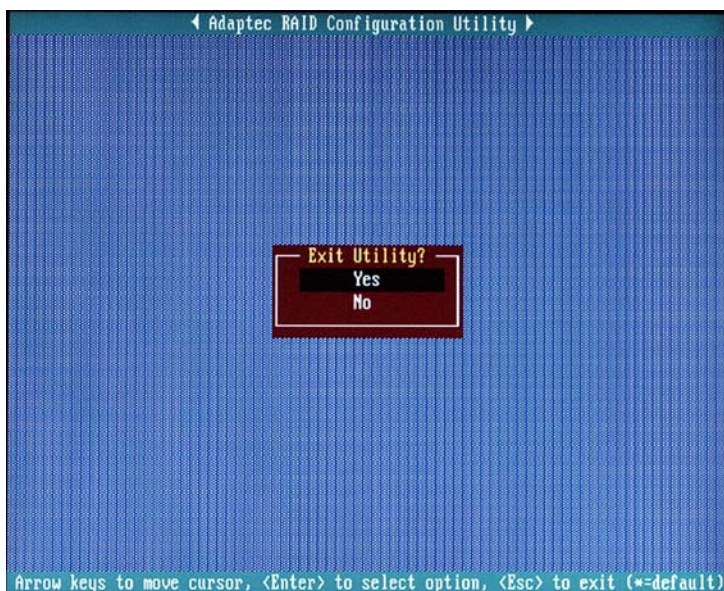 Adaptec RAID Configuration Utility
Exit Utility?
Yes
No
Arrow keys to move cursor, <Enter> to select option, <Esc> to exit (*=default)